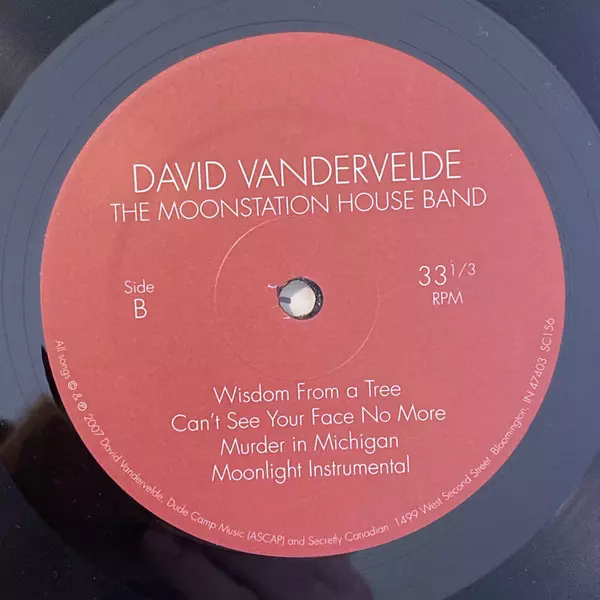 DAVID VANDERVELDE
THE MOONSTATION HOUSE BAND
Side
B
33 1/3
RPM
Wisdom From a Tree
Can't See Your Face No More
Murder in Michigan
Moonlight Instrumental
All songs © & ℗ 2007 David Vandervelde, Dude Camp Music (ASCAP) and Secretly Canadian 1499 West Second Street Bloomington, IN 47403 SC156